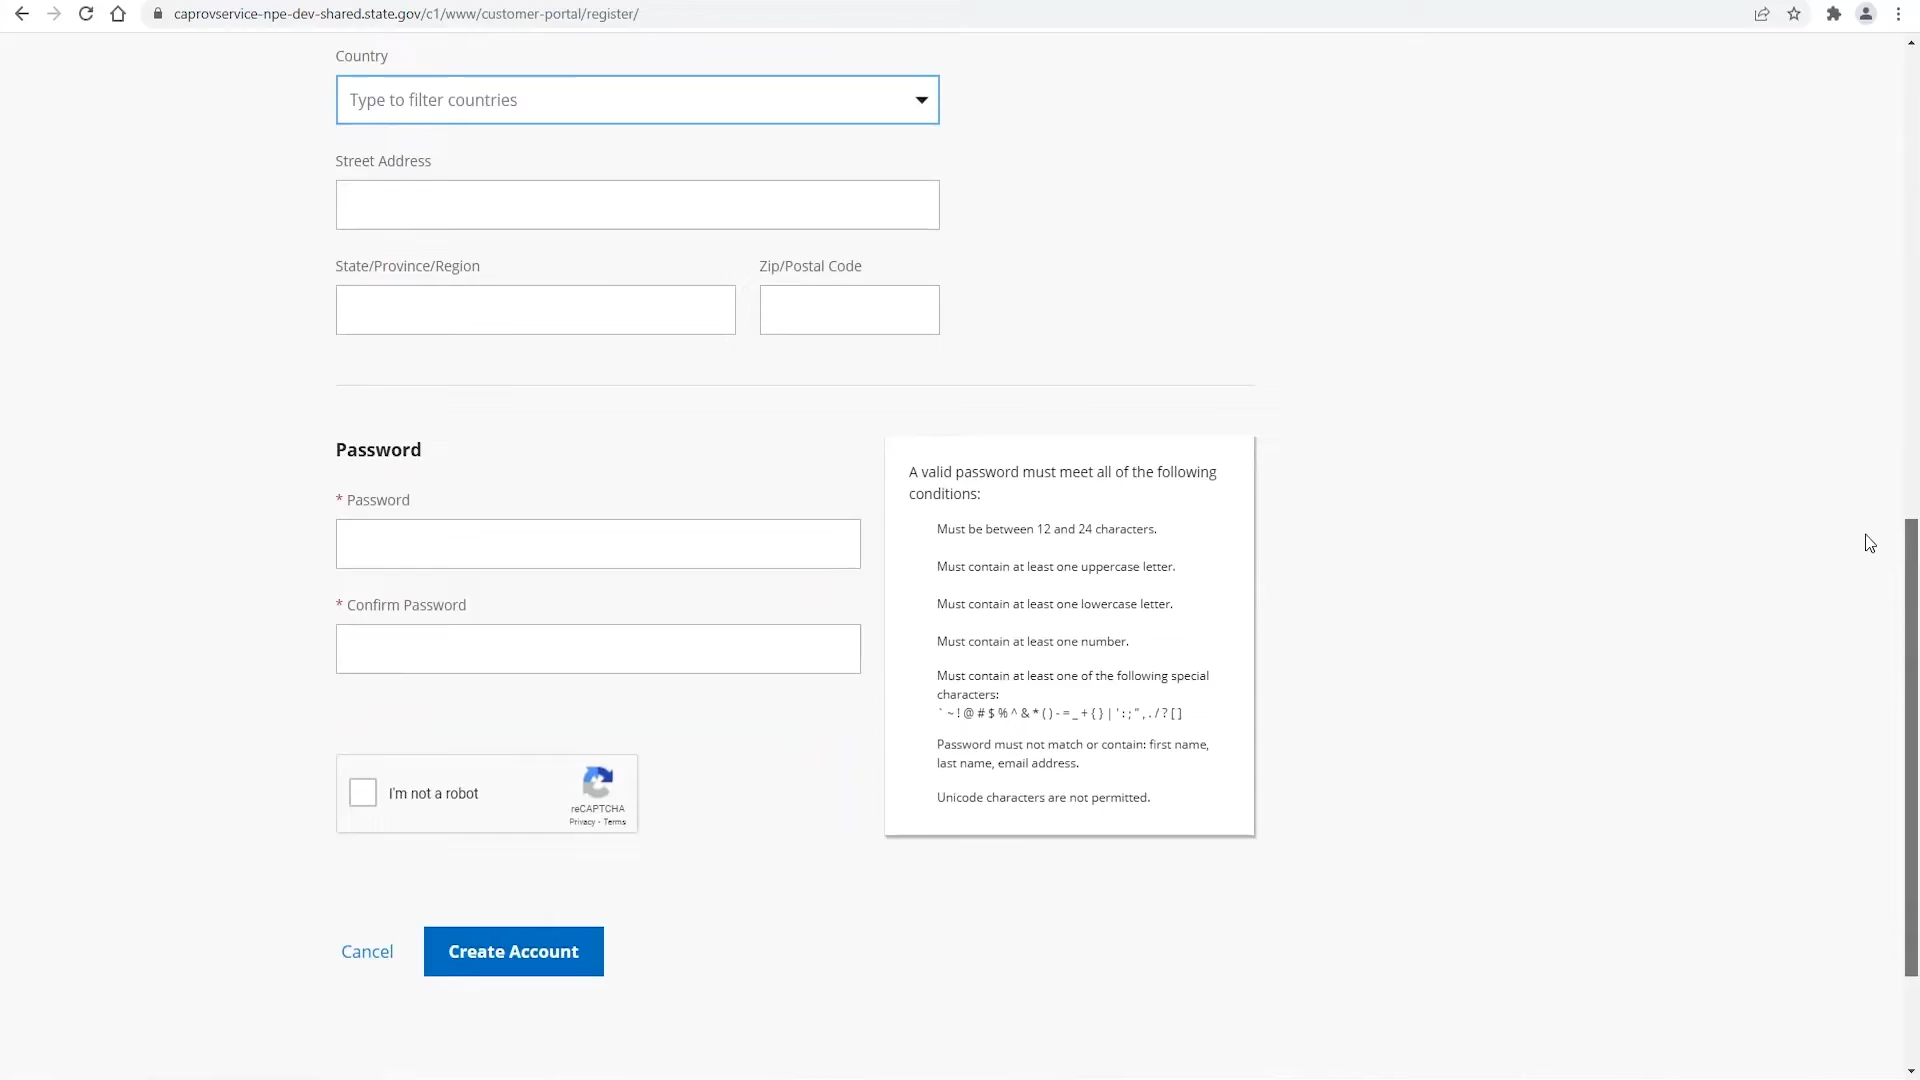 caprovservice-npe-dev-shared.state.gov/c1/www/customer-portal/register/
Country
Type to filter countries
Street Address
State/Province/Region
Zip/Postal Code
Password
* Password
* Confirm Password
A valid password must meet all of the following
conditions:
Must be between 12 and 24 characters.
Must contain at least one uppercase letter.
Must contain at least one lowercase letter.
Must contain at least one number.
Must contain at least one of the following special
characters:
` ~ ! @ # $ % ^ & * ( ) - = _ + { } | ' : ; " , . / ? [ ]
Password must not match or contain: first name,
last name, email address.
Unicode characters are not permitted.
I'm not a robot
reCAPTCHA
Privacy - Terms
Cancel
Create Account